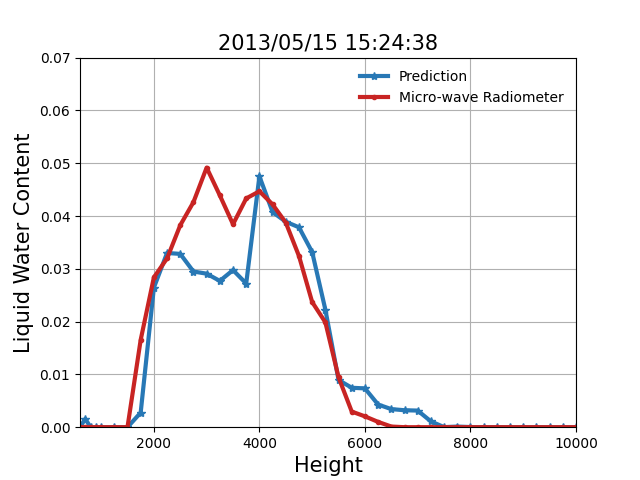 2013/05/15 15:24:38
0.07
0.06
0.05
0.04
0.03
0.02
0.01
0.00
Liquid Water Content
Prediction
Micro-wave Radiometer
2000 4000 6000 8000 10000
Height